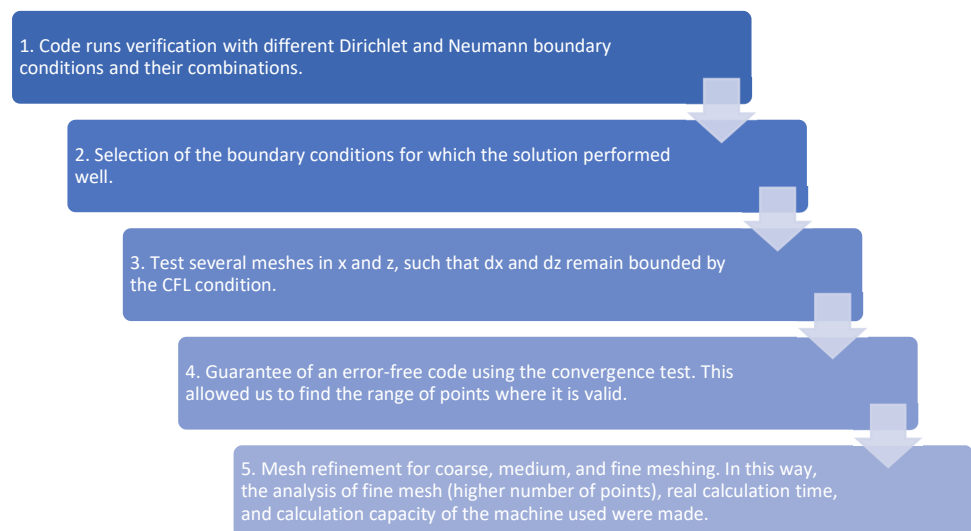 1. Code runs verification with different Dirichlet and Neumann boundary
conditions and their combinations.
2. Selection of the boundary conditions for which the solution performed
well.
3. Test several meshes in x and z, such that dx and dz remain bounded by
the CFL condition.
4. Guarantee of an error-free code using the convergence test. This
allowed us to find the range of points where it is valid.
5. Mesh refinement for coarse, medium, and fine meshing. In this way,
the analysis of fine mesh (higher number of points), real calculation time,
and calculation capacity of the machine used were made.